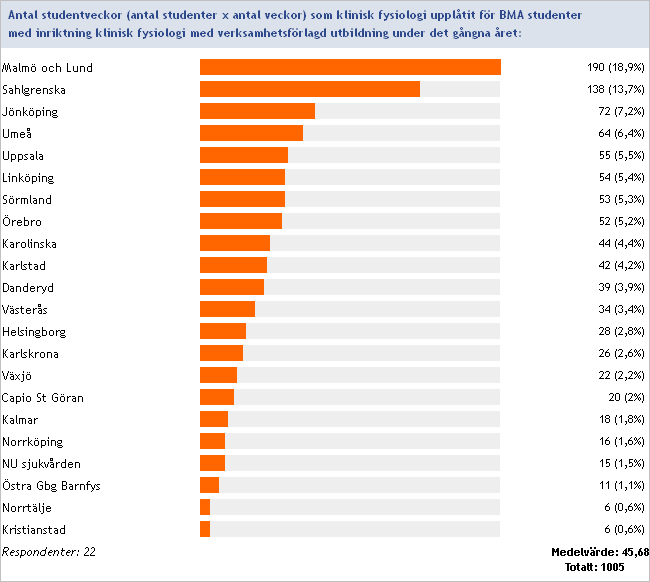 Antal studentveckor (antal studenter x antal veckor) som klinisk fysiologi upplåtit för BMA studenter
med inriktning klinisk fysiologi med verksamhetsförlagd utbildning under det gångna året:
Malmö och Lund 190 (18,9%)
Sahlgrenska 138 (13,7%)
Jönköping 72 (7,2%)
Umeå 64 (6,4%)
Uppsala 55 (5,5%)
Linköping 54 (5,4%)
Sörmland 53 (5,3%)
Örebro 52 (5,2%)
Karolinska 44 (4,4%)
Karlstad 42 (4,2%)
Danderyd 39 (3,9%)
Västerås 34 (3,4%)
Helsingborg 28 (2,8%)
Karlskrona 26 (2,6%)
Växjö 22 (2,2%)
Capio St Göran 20 (2%)
Kalmar 18 (1,8%)
Norrköping 16 (1,6%)
NU sjukvården 15 (1,5%)
Östra Gbg Barnfys 11 (1,1%)
Norrtälje 6 (0,6%)
Kristianstad 6 (0,6%)
Respondenter: 22 Medelvärde: 45,68
Totalt: 1005